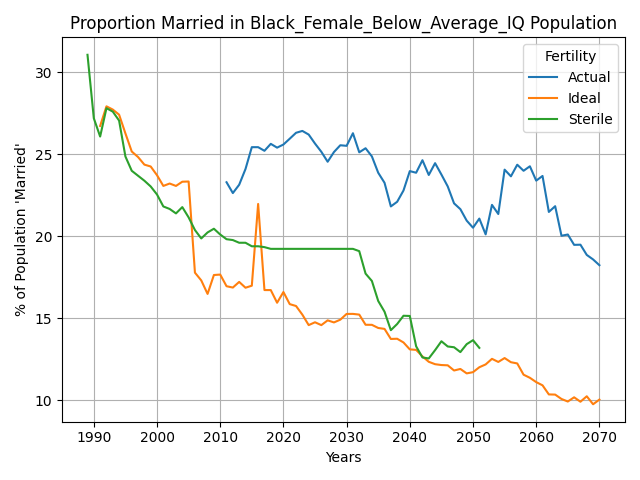 Proportion Married in Black_Female_Below_Average_IQ Population
Fertility
Actual
Ideal
Sterile
% of Population 'Married'
30
25
20
15
10
1990 2000 2010 2020 2030 2040 2050 2060 2070
Years